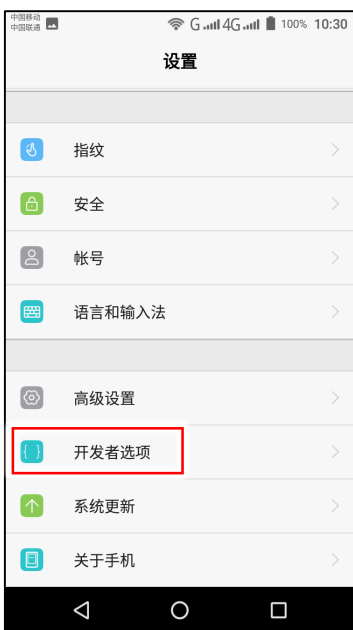 中国移动
中国联通
G 4G 100% 10:30
设置
指纹
安全
帐号
语言和输入法
高级设置
{ } 开发者选项
系统更新
关于手机